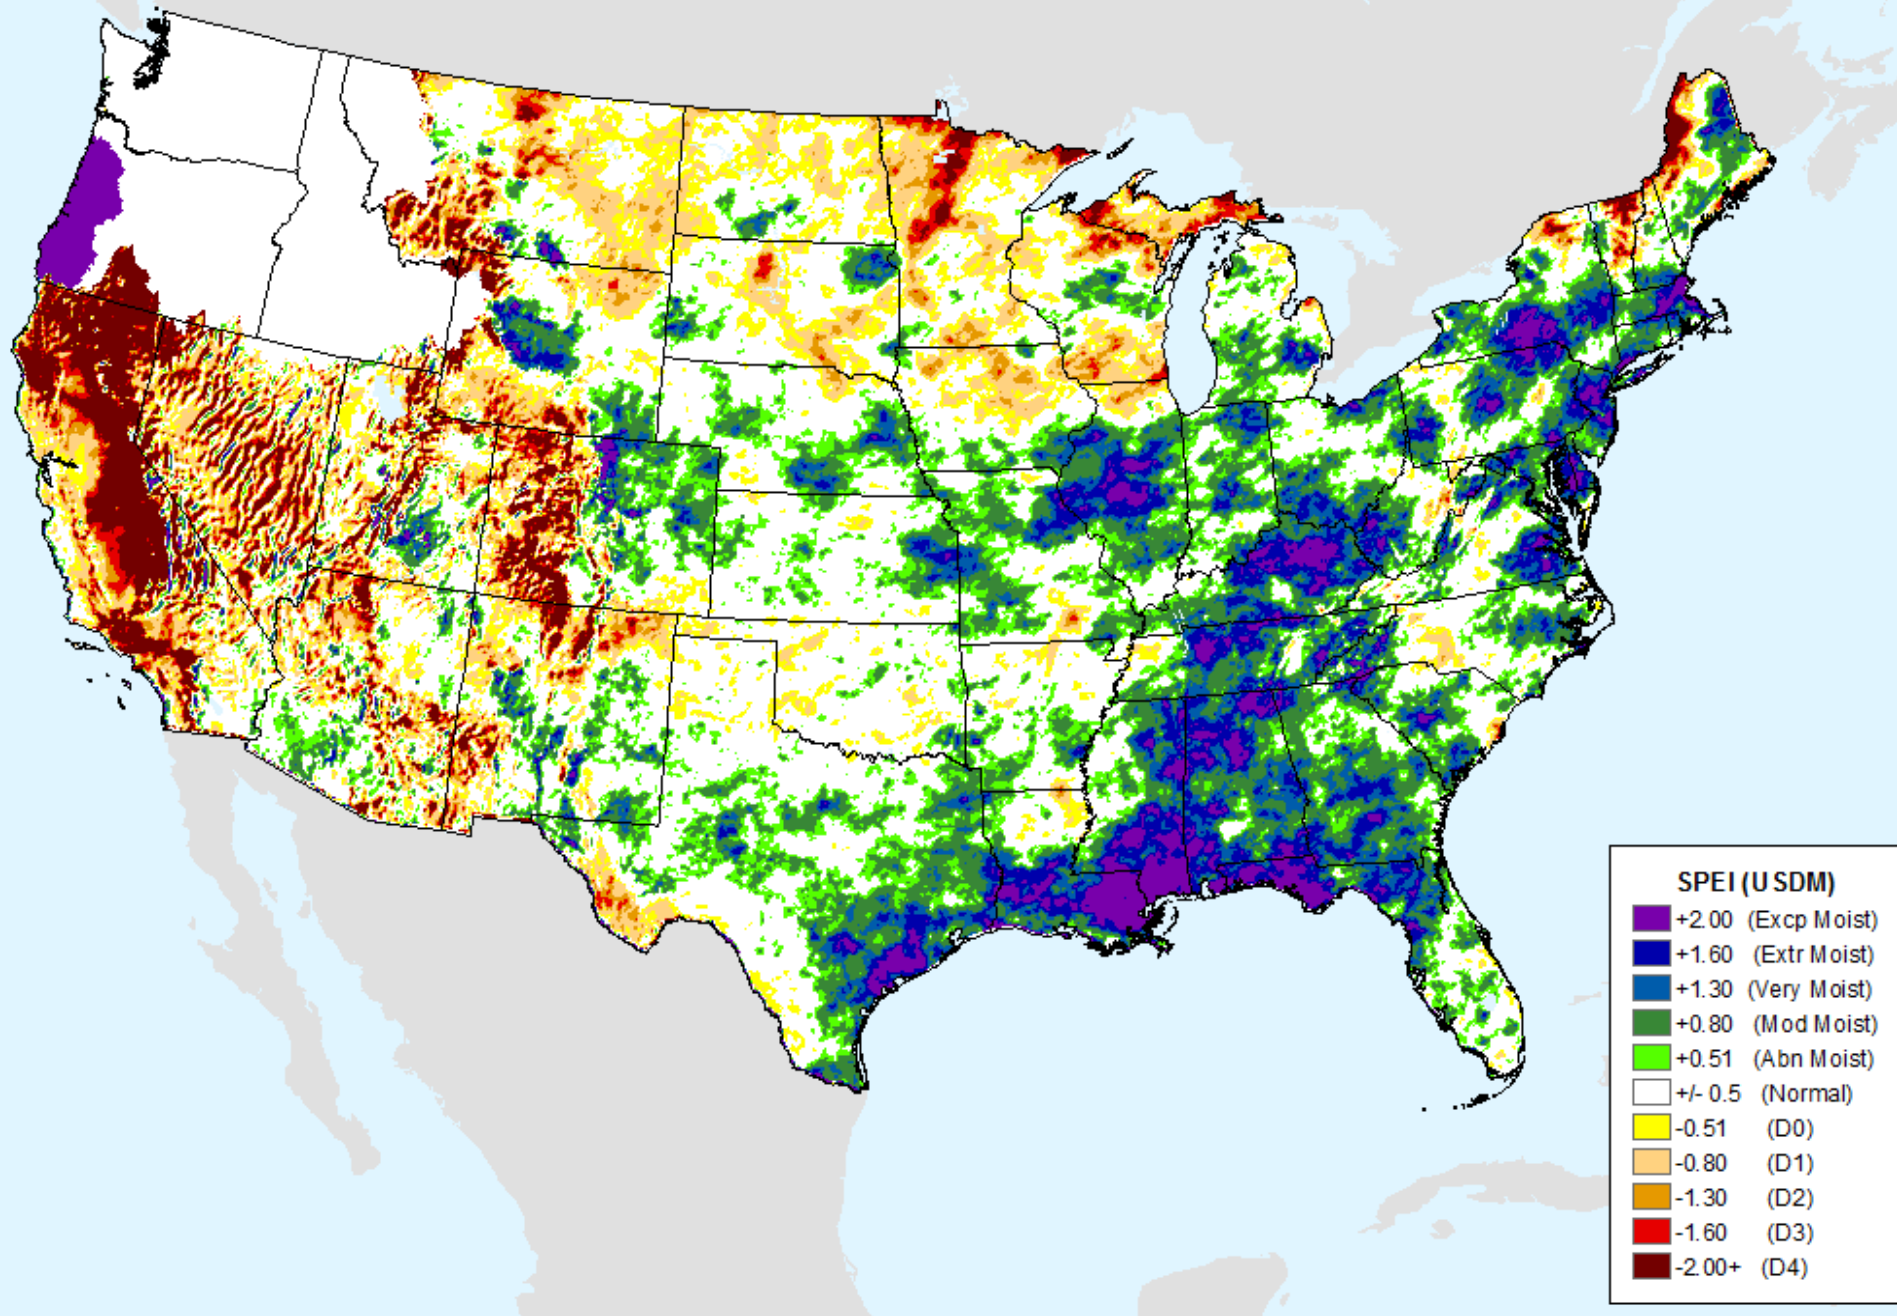 SPEI (USDM)
+2.00 (Excp Moist)
+1.60 (Extr Moist)
+1.30 (Very Moist)
+0.80 (Mod Moist)
+0.51 (Abn Moist)
+/- 0.5 (Normal)
-0.51 (D0)
-0.80 (D1)
-1.30 (D2)
-1.60 (D3)
-2.00+ (D4)